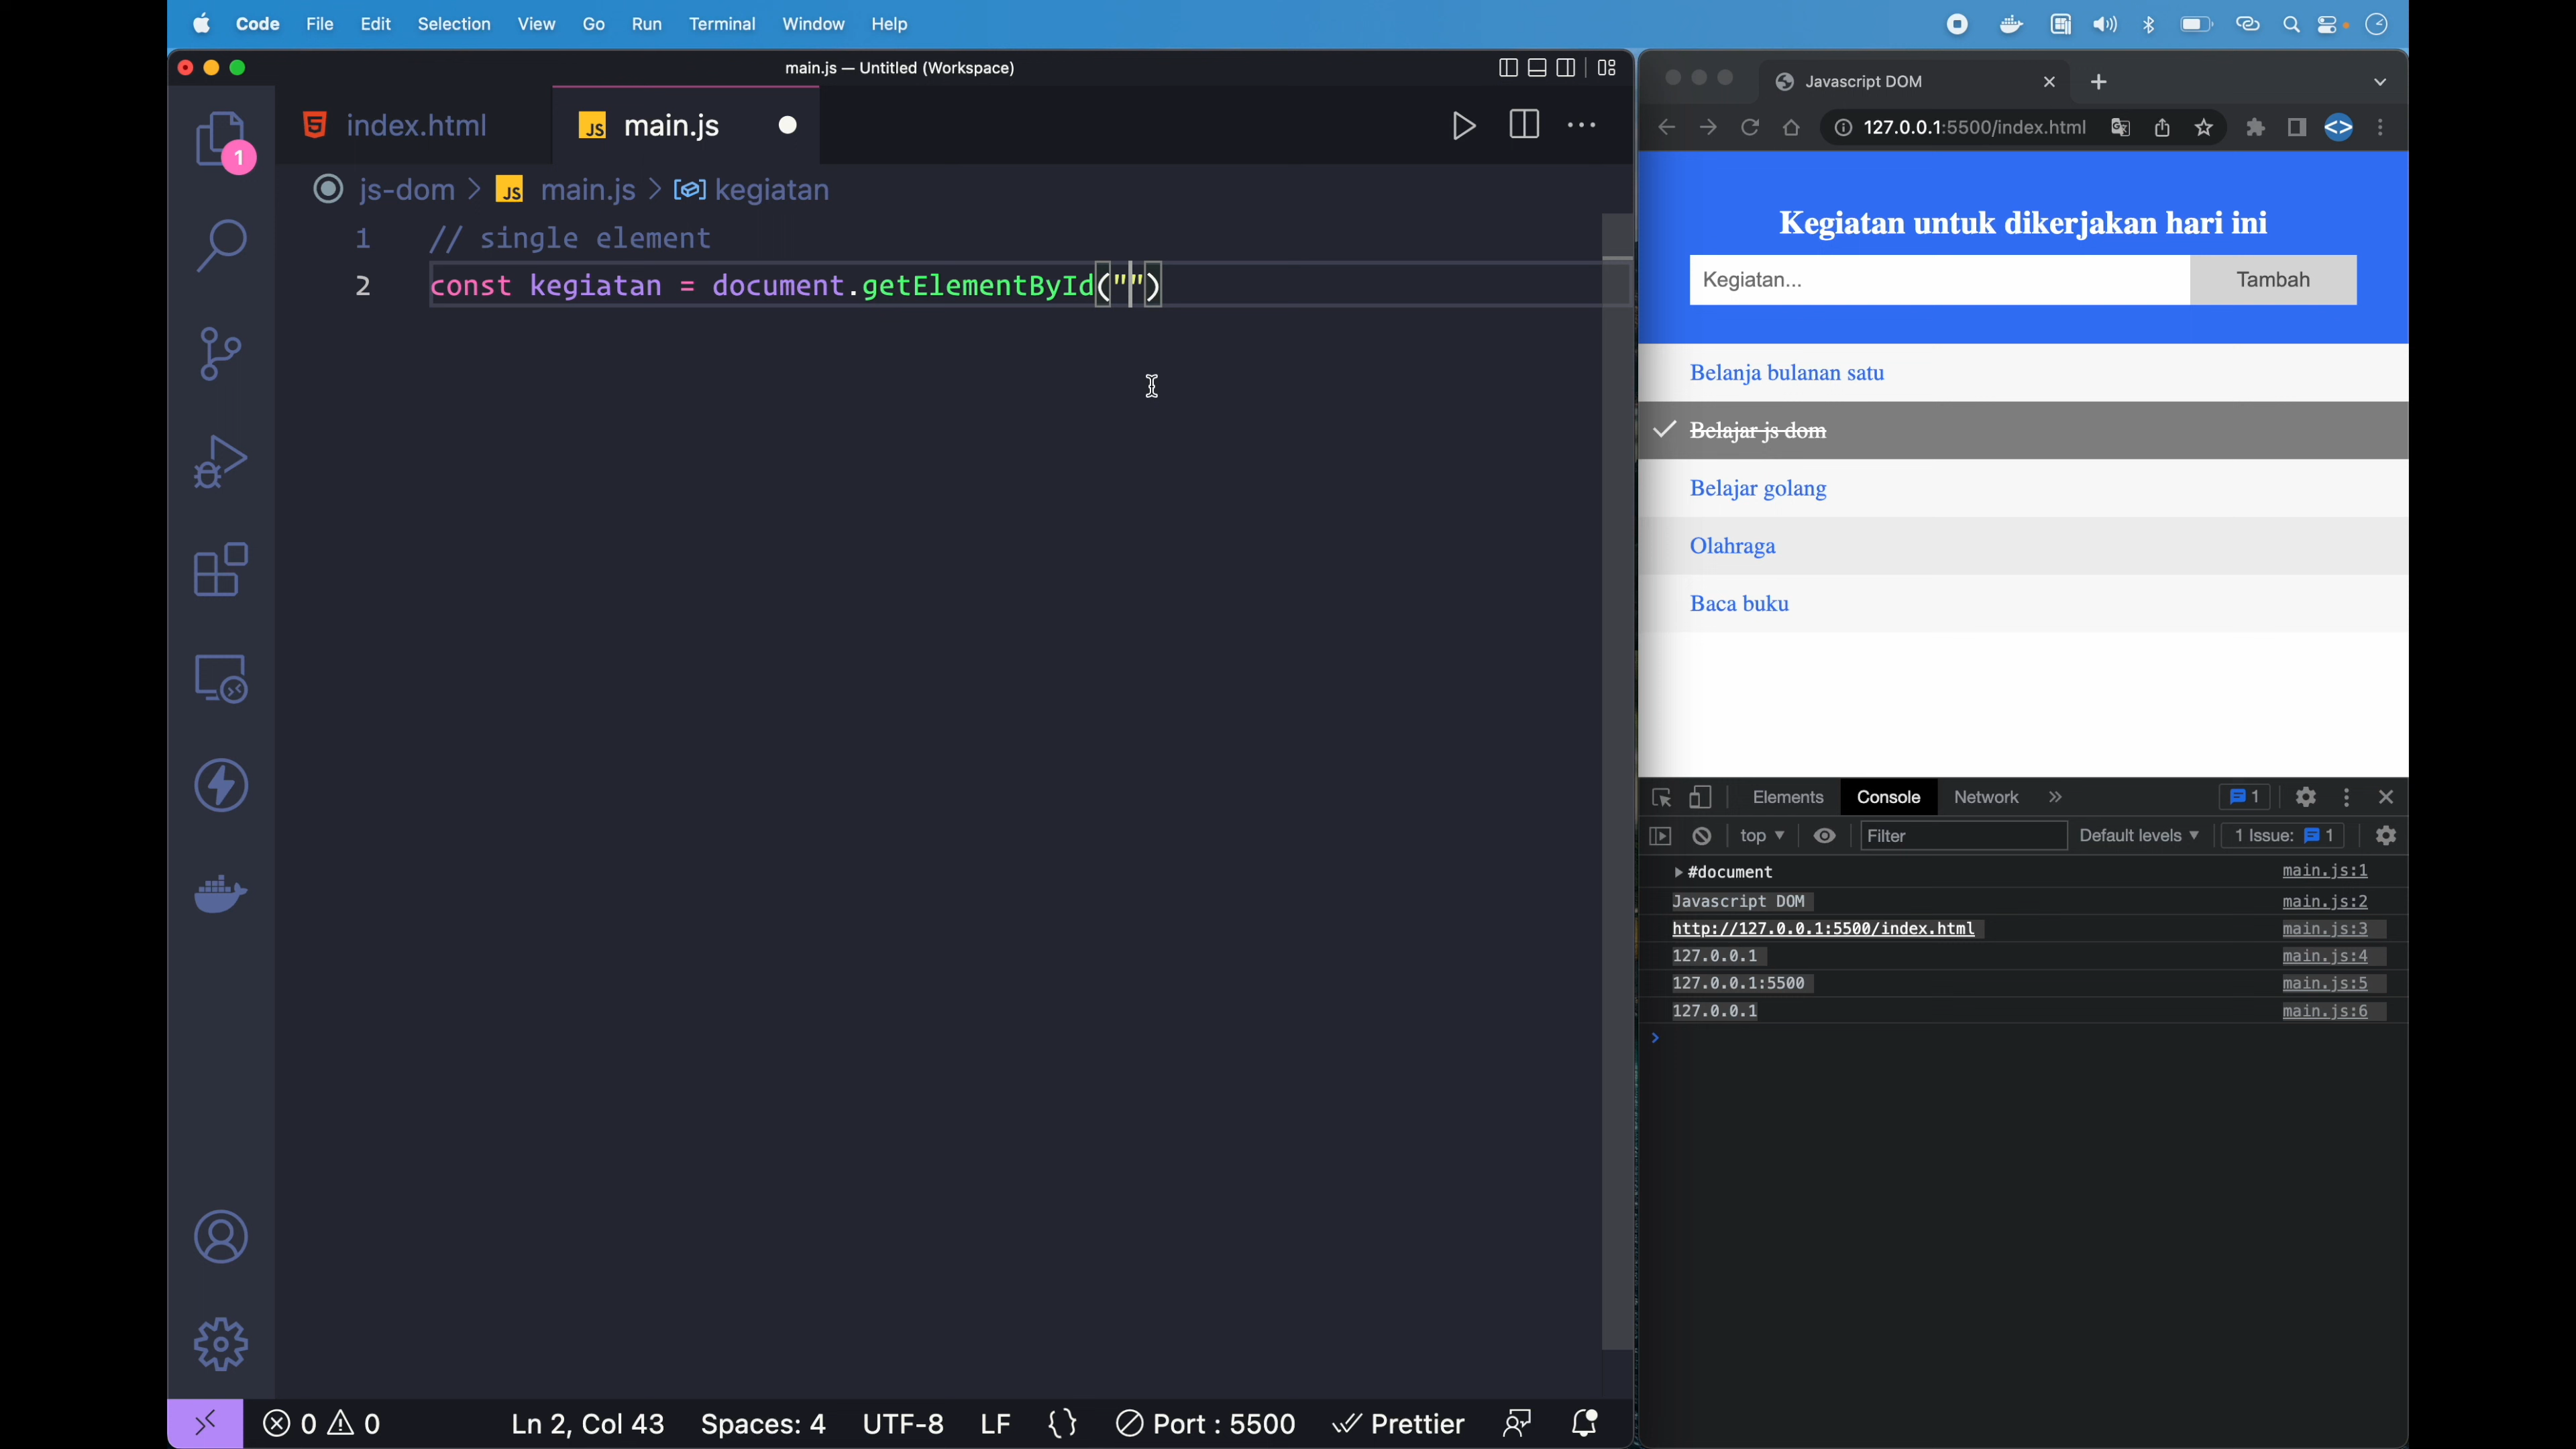 Code File Edit Selection View Go Run Terminal Window Help
main.js — Untitled (Workspace)
index.html
JS main.js
1
js-dom > JS main.js > kegiatan
1 // single element
2 const kegiatan = document.getElementById("")
0 0 Ln 2, Col 43 Spaces: 4 UTF-8 LF {} Port : 5500 Prettier
Javascript DOM
127.0.0.1:5500/index.html
Kegiatan untuk dikerjakan hari ini
Kegiatan... Tambah
Belanja bulanan satu
Belajar js dom
Belajar golang
Olahraga
Baca buku
Elements Console Network » 1
top Filter Default levels 1 Issue: 1
#document main.js:1
Javascript DOM main.js:2
http://127.0.0.1:5500/index.html main.js:3
127.0.0.1 main.js:4
127.0.0.1:5500 main.js:5
127.0.0.1 main.js:6
>